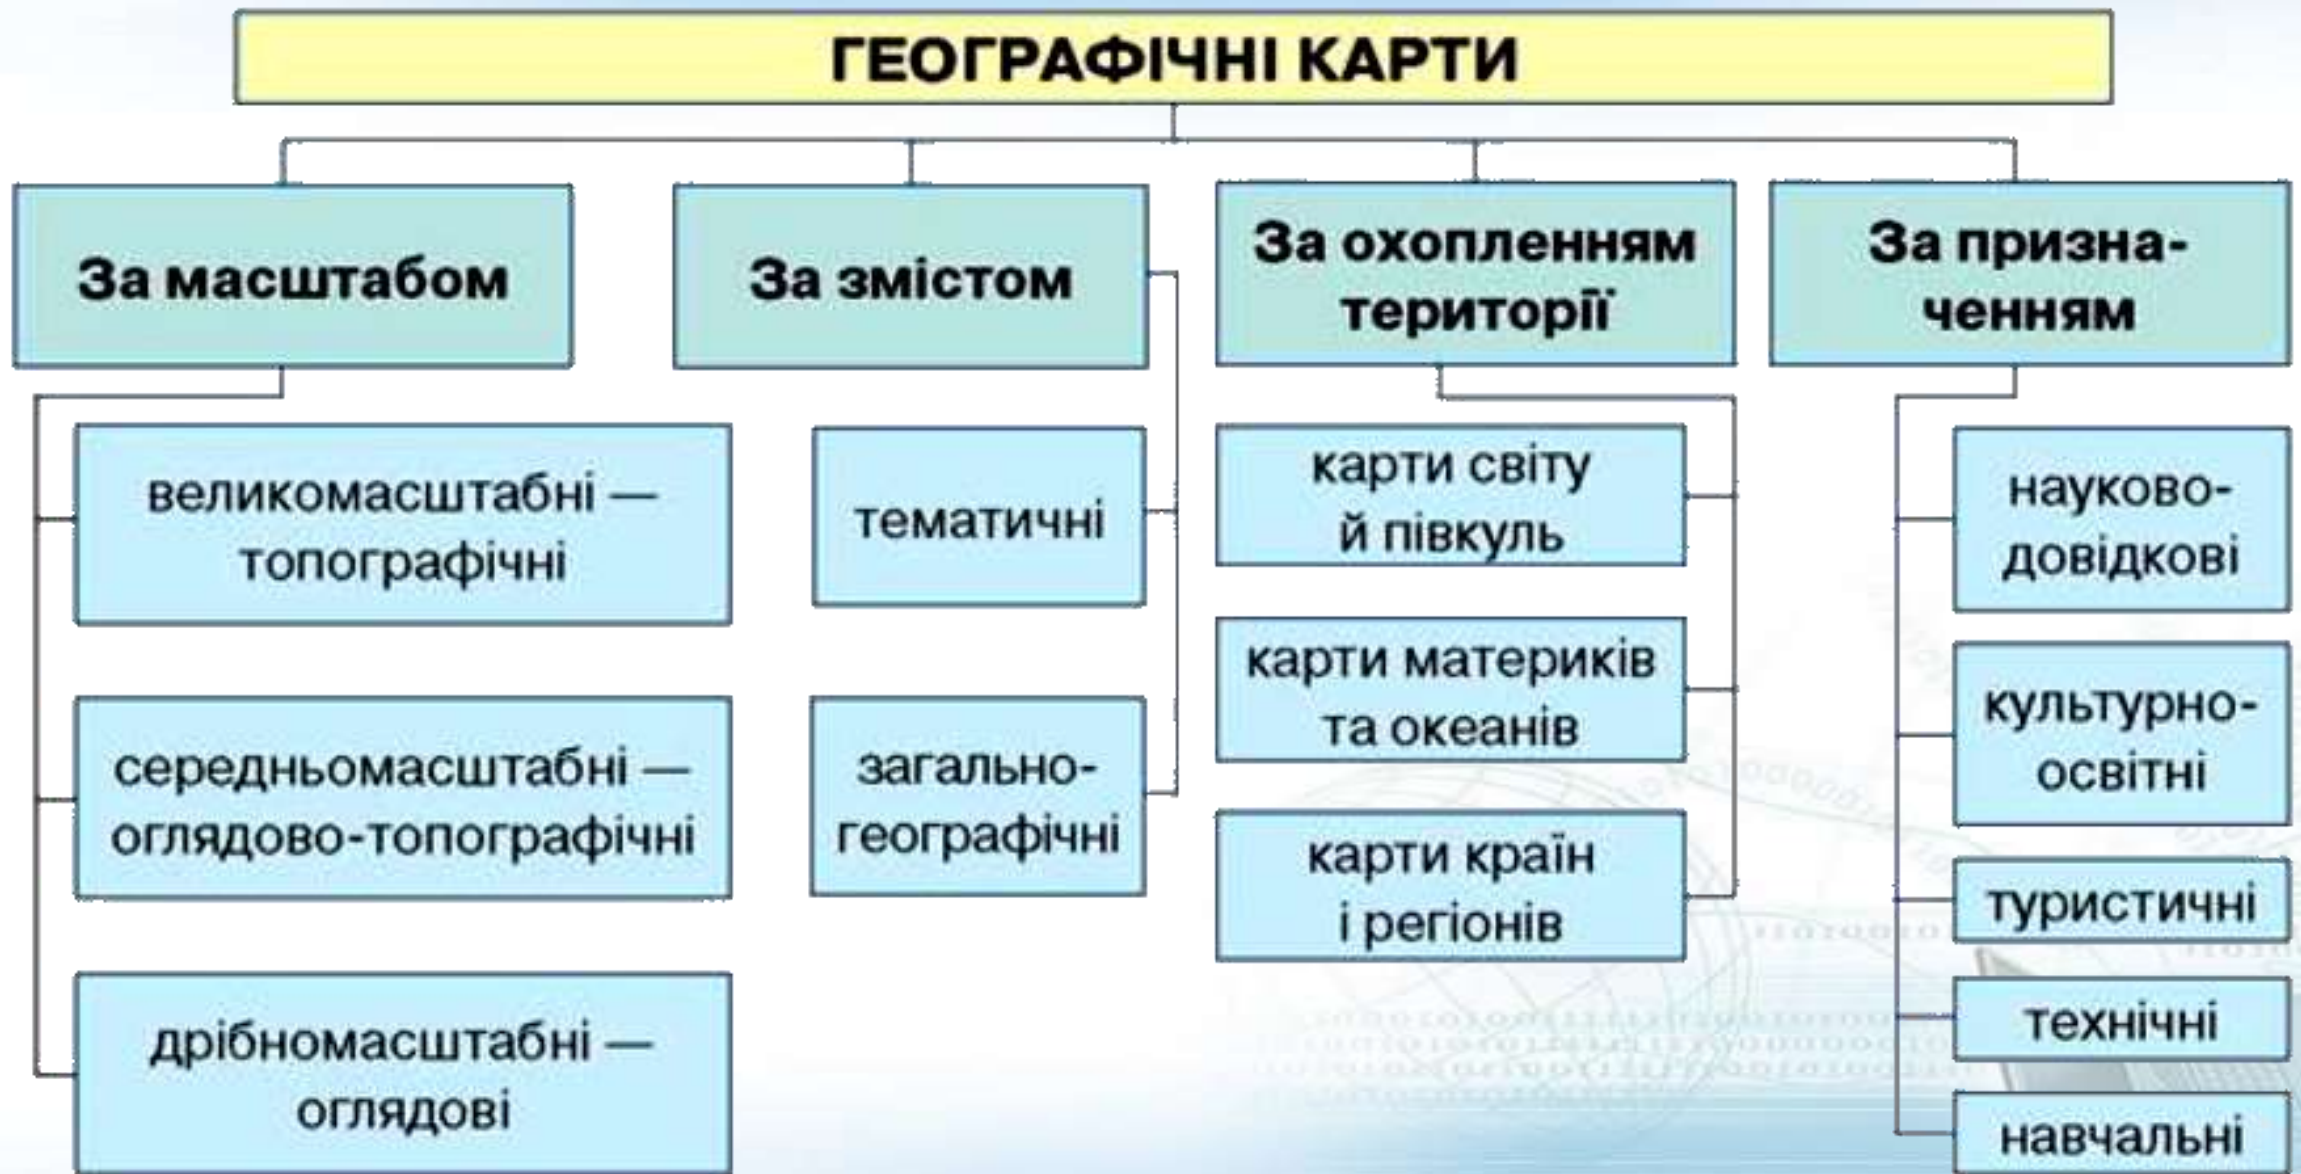 ГЕОГРАФІЧНІ КАРТИ
За масштабом
великомасштабні —
топографічні
середньомасштабні —
оглядово-топографічні
дрібномасштабні —
оглядові
За змістом
тематичні
загально-
географічні
За охопленням
території
карти світу
й півкуль
карти материків
та океанів
карти країн
і регіонів
За призна-
ченням
науково-
довідкові
культурно-
освітні
туристичні
технічні
навчальні